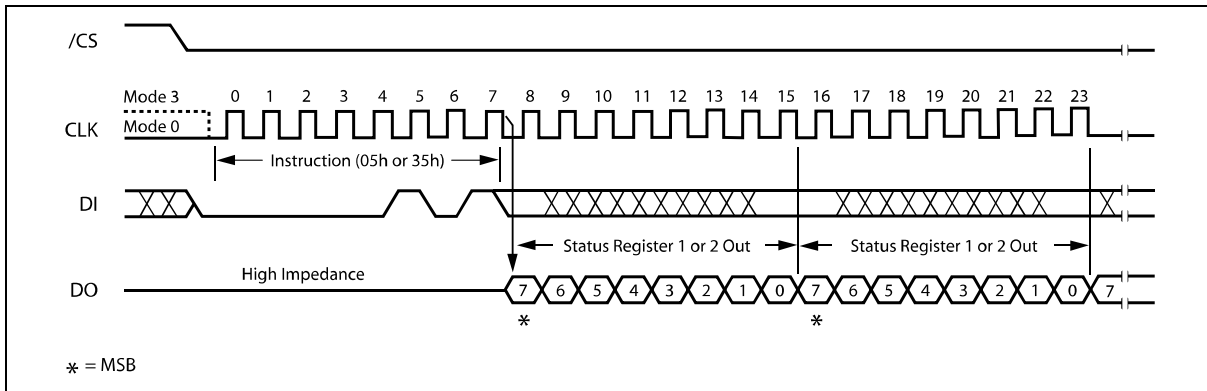 /CS
Mode 3
0 1 2 3 4 5 6 7 8 9 10 11 12 13 14 15 16 17 18 19 20 21 22 23
CLK
Mode 0
Instruction (05h or 35h)
DI
Status Register 1 or 2 Out
Status Register 1 or 2 Out
High Impedance
DO
7 6 5 4 3 2 1 0 7 6 5 4 3 2 1 0 7
* *
* = MSB